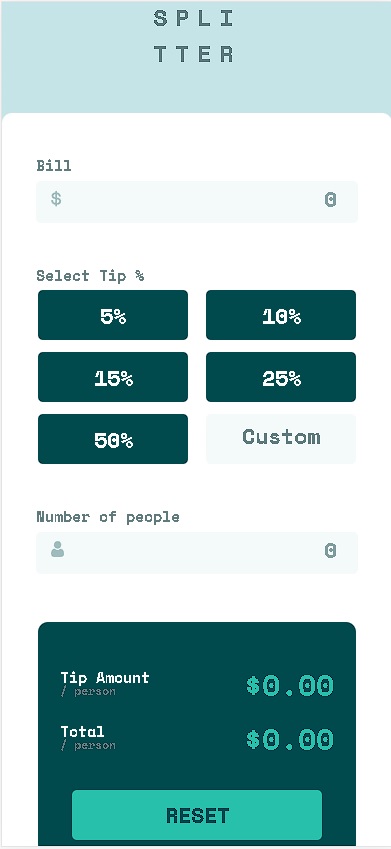 SPLI
TTER
Bill
$ 0
Select Tip %
5% 10%
15% 25%
50% Custom
Number of people
0
Tip Amount
/ person
$0.00
Total
/ person
$0.00
RESET